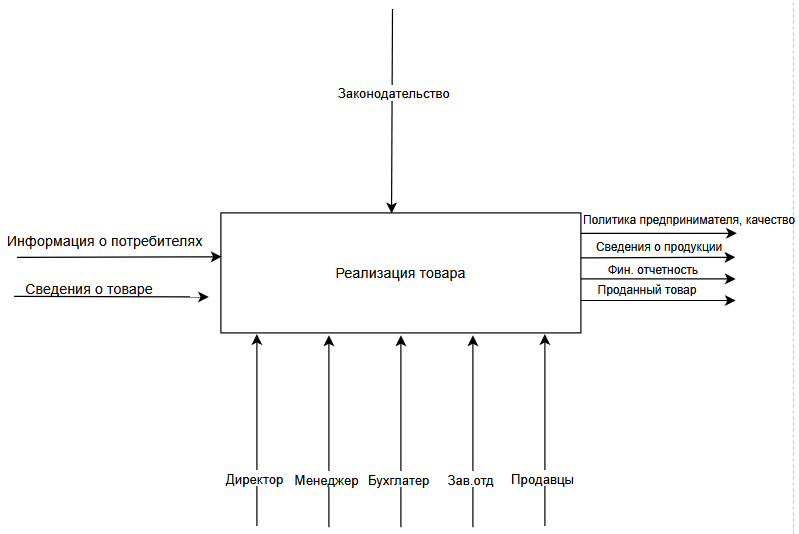 Законодательство
Политика предпринимателя, качество
Информация о потребителях
Сведения о продукции
Реализация товара
Фин. отчетность
Сведения о товаре
Проданный товар
Директор
Менеджер
Бухглатер
Зав.отд
Продавцы